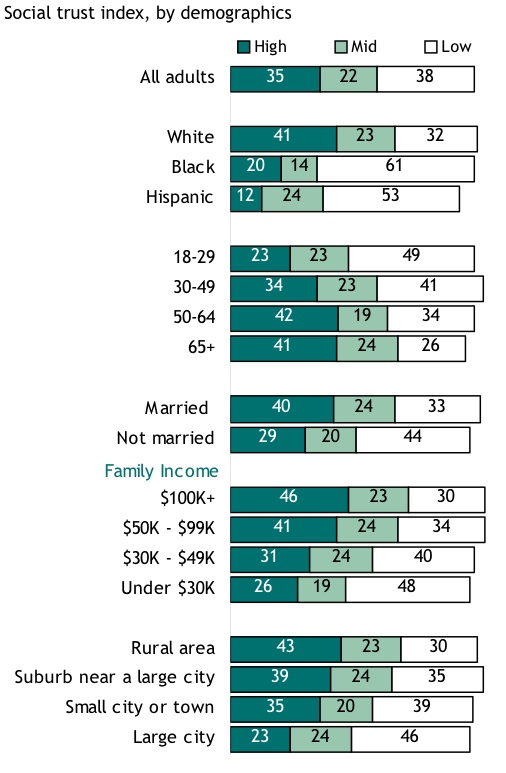 Social trust index, by demographics
High Mid Low
All adults 35 22 38
White 41 23 32
Black 20 14 61
Hispanic 12 24 53
18-29 23 23 49
30-49 34 23 41
50-64 42 19 34
65+ 41 24 26
Married 40 24 33
Not married 29 20 44
Family Income
$100K+ 46 23 30
$50K - $99K 41 24 34
$30K - $49K 31 24 40
Under $30K 26 19 48
Rural area 43 23 30
Suburb near a large city 39 24 35
Small city or town 35 20 39
Large city 23 24 46